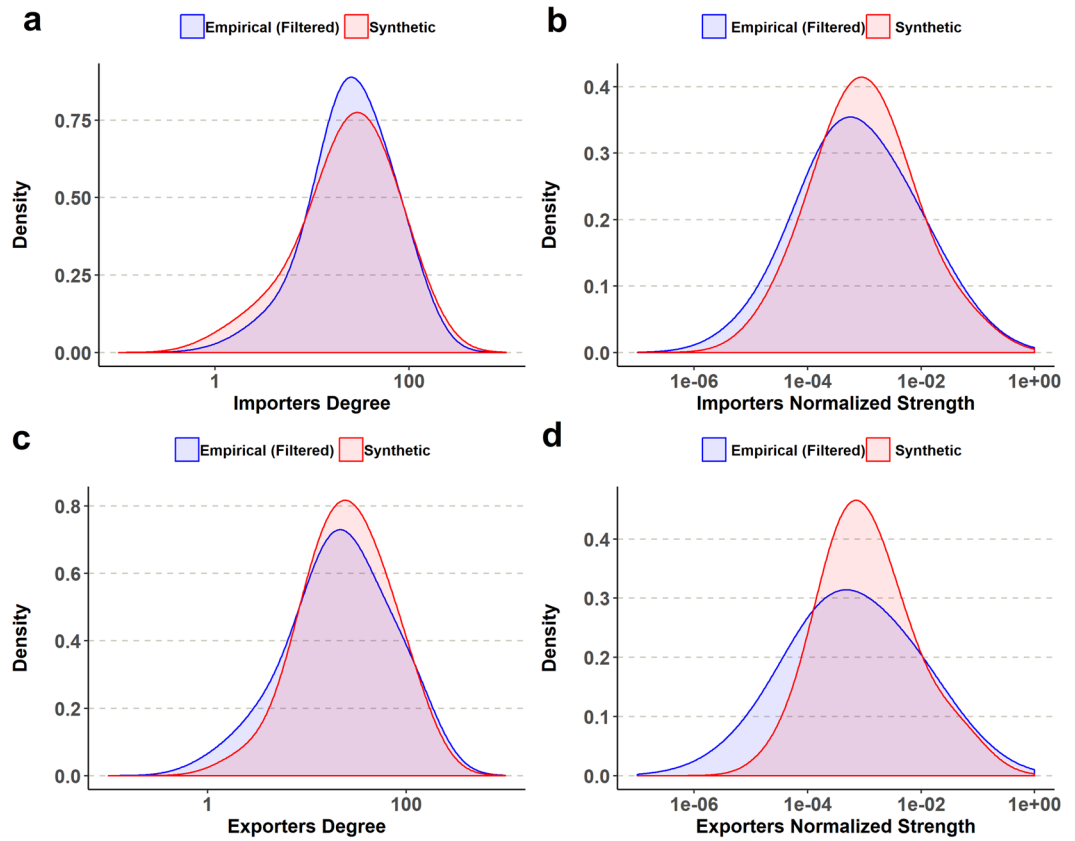 a
Empirical (Filtered) Synthetic
Density
0.75
0.50
0.25
0.00
1 100
Importers Degree
b
Empirical (Filtered) Synthetic
Density
0.4
0.3
0.2
0.1
0.0
1e-06 1e-04 1e-02 1e+00
Importers Normalized Strength
c
Empirical (Filtered) Synthetic
Density
0.8
0.6
0.4
0.2
0.0
1 100
Exporters Degree
d
Empirical (Filtered) Synthetic
Density
0.4
0.3
0.2
0.1
0.0
1e-06 1e-04 1e-02 1e+00
Exporters Normalized Strength